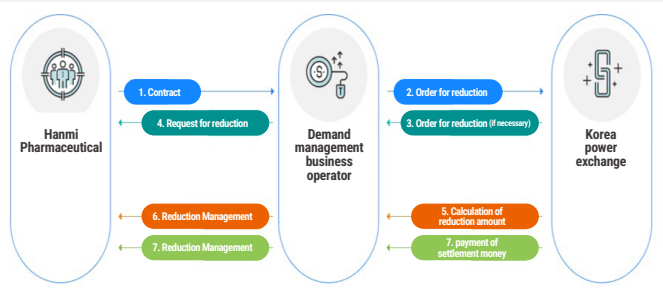 1. Contract
2. Order for reduction
4. Request for reduction
3. Order for reduction (if necessary)
Hanmi
Pharmaceutical
Demand
management
business
operator
Korea
power
exchange
6. Reduction Management
5. Calculation of
reduction amount
7. Reduction Management
7. payment of
settlement money